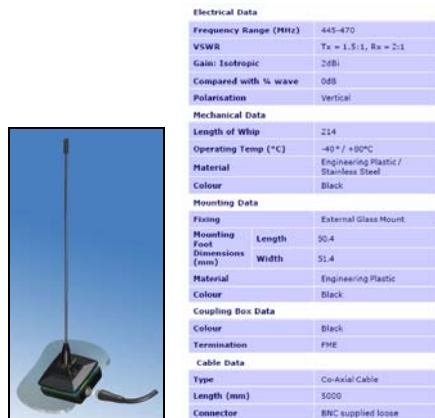 Electrical Data
Frequency Range (MHz) 445-470
VSWR Tx = 1.5:1, Rx = 2:1
Gain: Isotropic 2dBi
Compared with ¼ wave 0dB
Polarisation Vertical
Mechanical Data
Length of Whip 214
Operating Temp (°C) -40° / +80°C
Material Engineering Plastic /
Stainless Steel
Colour Black
Mounting Data
Fixing External Glass Mount
Mounting Foot Dimensions (mm) Length 50.4
Width 51.4
Material Engineering Plastic
Colour Black
Coupling Box Data
Colour Black
Termination FME
Cable Data
Type Co-Axial Cable
Length (mm) 5000
Connector BNC supplied loose